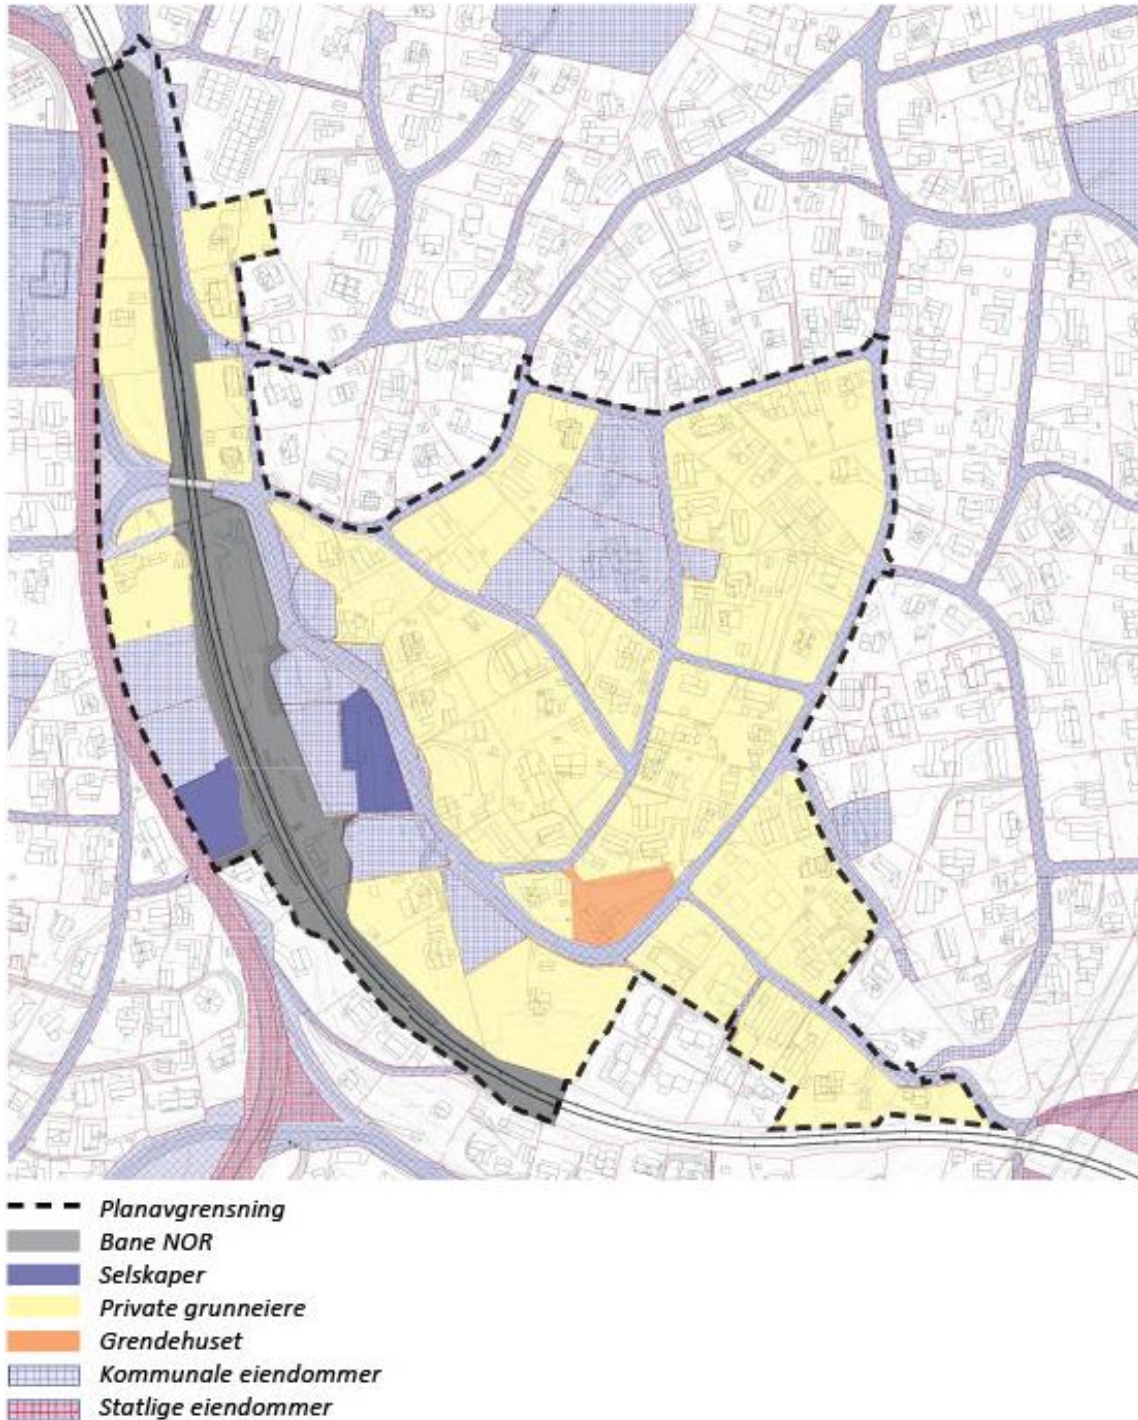 Planavgrensning
Bane NOR
Selskaper
Private grunneiere
Grendehuset
Kommunale eiendommer
Statlige eiendommer